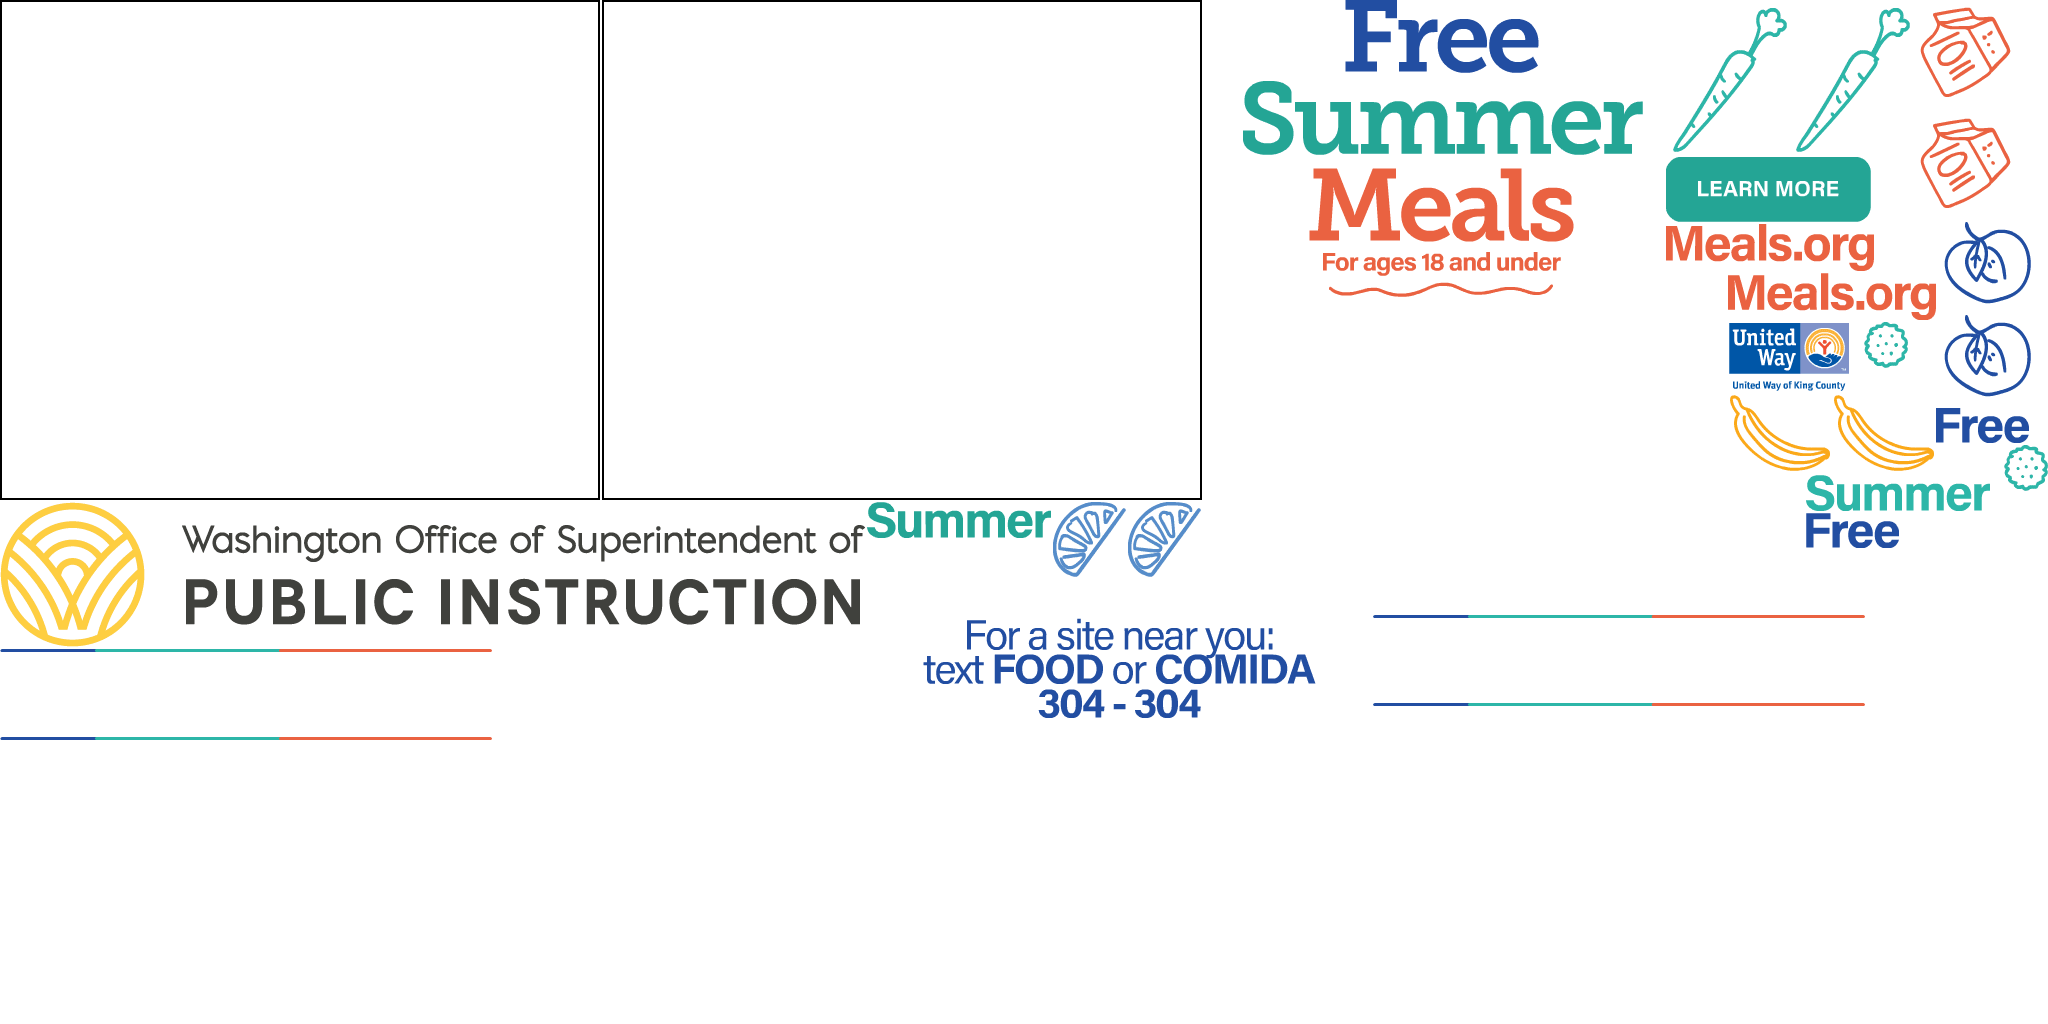 Free
Summer
Meals
For ages 18 and under
LEARN MORE
Meals.org
Meals.org
United
Way
United Way of King County
Free
Summer
Free
Washington Office of Superintendent of
PUBLIC INSTRUCTION
Summer
For a site near you:
text FOOD or COMIDA
304 - 304